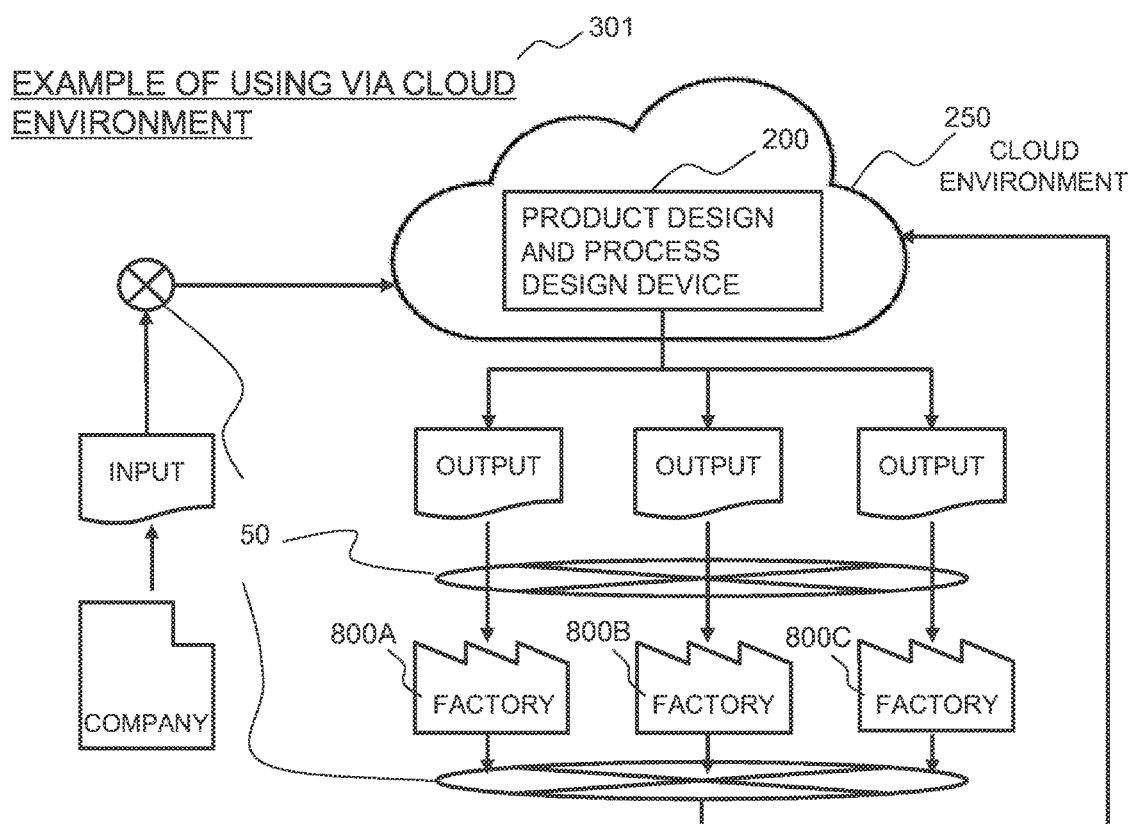 301
EXAMPLE OF USING VIA CLOUD
ENVIRONMENT
200
250
CLOUD
ENVIRONMENT
PRODUCT DESIGN
AND PROCESS
DESIGN DEVICE
INPUT
OUTPUT
OUTPUT
OUTPUT
50
800A
800B
800C
COMPANY
FACTORY
FACTORY
FACTORY